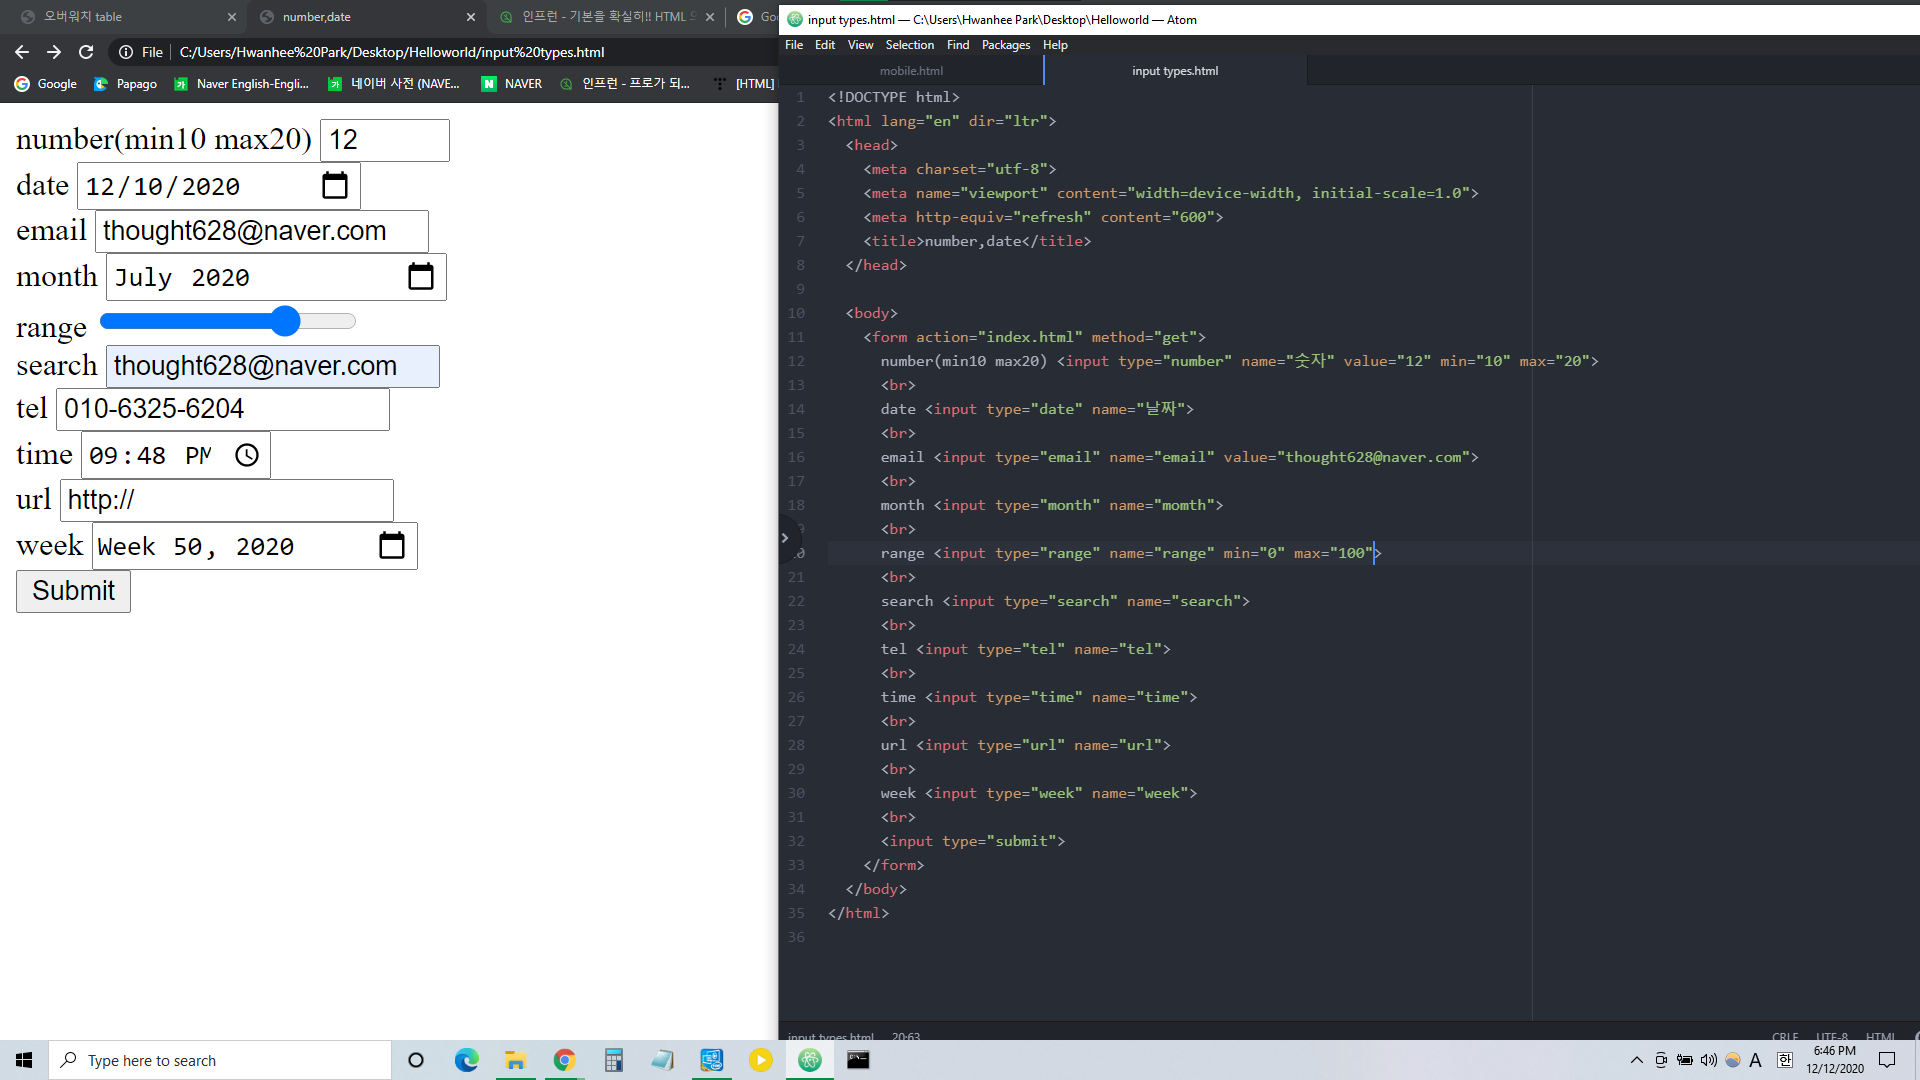 오버워치 table
number,date
인프런 - 기본을 확실히!! HTML
File C:/Users/Hwanhee%20Park/Desktop/Helloworld/input%20types.html
Google Papago Naver English-Engli... 네이버 사전 (NAVE... NAVER 인프런 - 프로가 되... [HTML]
number(min10 max20) 12
date 12/10/2020
email thought628@naver.com
month July 2020
range
search thought628@naver.com
tel 010-6325-6204
time 09:48 PM
url http://
week Week 50, 2020
Submit
input types.html — C:\Users\Hwanhee Park\Desktop\Helloworld — Atom
File Edit View Selection Find Packages Help
mobile.html input types.html
1 <!DOCTYPE html>
2 <html lang="en" dir="ltr">
3 <head>
4 <meta charset="utf-8">
5 <meta name="viewport" content="width=device-width, initial-scale=1.0">
6 <meta http-equiv="refresh" content="600">
7 <title>number,date</title>
8 </head>
9
10 <body>
11 <form action="index.html" method="get">
12 number(min10 max20) <input type="number" name="숫자" value="12" min="10" max="20">
13 <br>
14 date <input type="date" name="날짜">
15 <br>
16 email <input type="email" name="email" value="thought628@naver.com">
17 <br>
18 month <input type="month" name="momth">
<br>
range <input type="range" name="range" min="0" max="100">
21 <br>
22 search <input type="search" name="search">
23 <br>
24 tel <input type="tel" name="tel">
25 <br>
26 time <input type="time" name="time">
27 <br>
28 url <input type="url" name="url">
29 <br>
30 week <input type="week" name="week">
31 <br>
32 <input type="submit">
33 </form>
34 </body>
35 </html>
36
input types.html 20:63 CRLF UTF-8 HTML
Type here to search
A 한
6:46 PM
12/12/2020